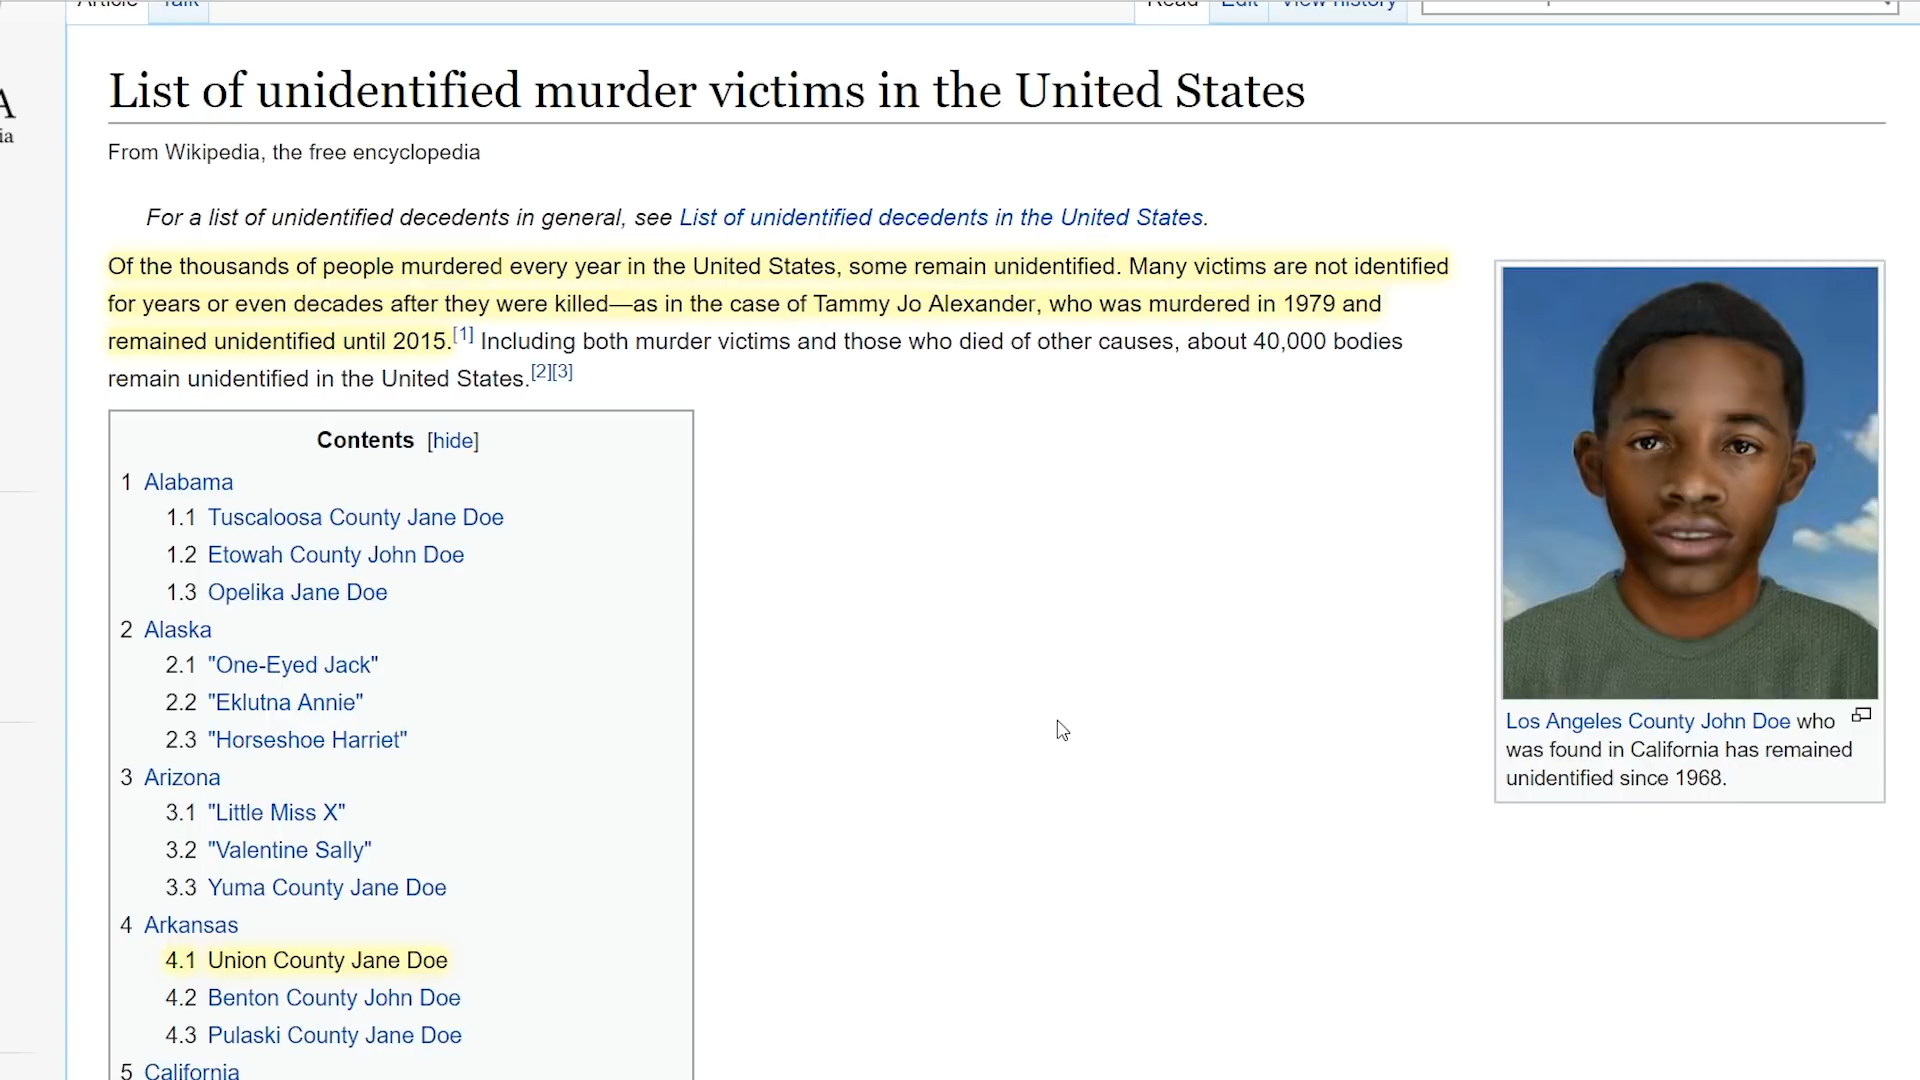 Article Talk Read Edit View history
A
ia
List of unidentified murder victims in the United States
From Wikipedia, the free encyclopedia
For a list of unidentified decedents in general, see List of unidentified decedents in the United States.
Of the thousands of people murdered every year in the United States, some remain unidentified. Many victims are not identified
for years or even decades after they were killed—as in the case of Tammy Jo Alexander, who was murdered in 1979 and
remained unidentified until 2015.[1] Including both murder victims and those who died of other causes, about 40,000 bodies
remain unidentified in the United States.[2][3]
Contents [hide]
1 Alabama
1.1 Tuscaloosa County Jane Doe
1.2 Etowah County John Doe
1.3 Opelika Jane Doe
2 Alaska
2.1 "One-Eyed Jack"
2.2 "Eklutna Annie"
2.3 "Horseshoe Harriet"
3 Arizona
3.1 "Little Miss X"
3.2 "Valentine Sally"
3.3 Yuma County Jane Doe
4 Arkansas
4.1 Union County Jane Doe
4.2 Benton County John Doe
4.3 Pulaski County Jane Doe
5 California
Los Angeles County John Doe who
was found in California has remained
unidentified since 1968.